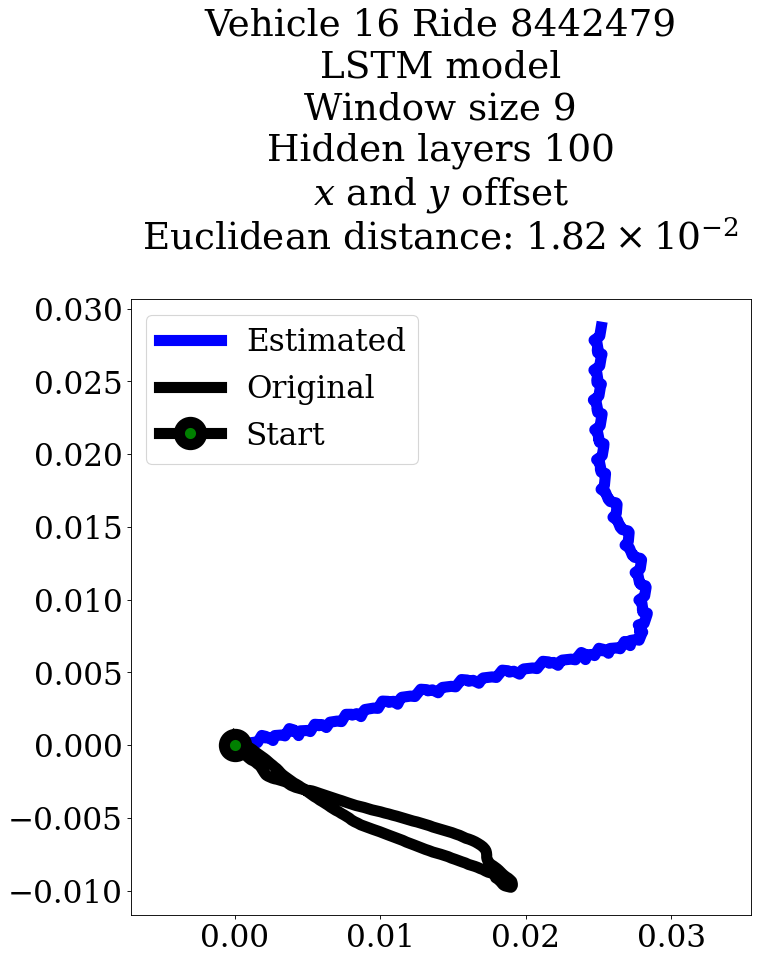 Vehicle 16 Ride 8442479
LSTM model
Window size 9
Hidden layers 100
x and y offset
Euclidean distance: 1.82 × 10⁻²
Estimated
Original
Start
0.030
0.025
0.020
0.015
0.010
0.005
0.000
−0.005
−0.010
0.00 0.01 0.02 0.03